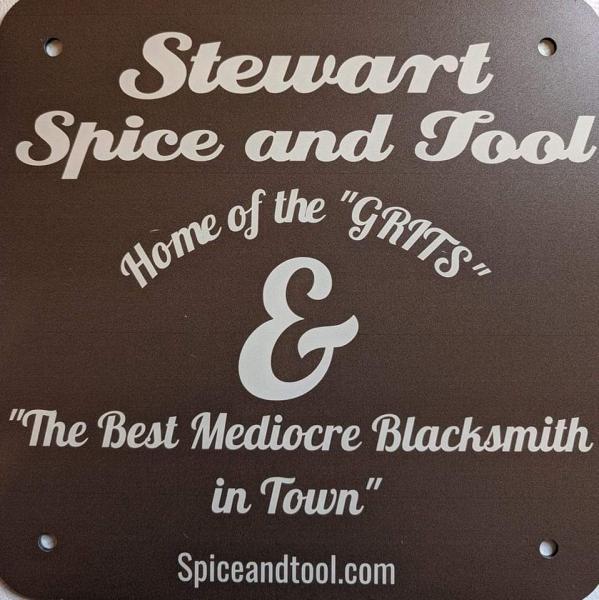 Stewart
Spice and Tool
Home of the "GRITS"
&
"The Best Mediocre Blacksmith
in Town"
Spiceandtool.com